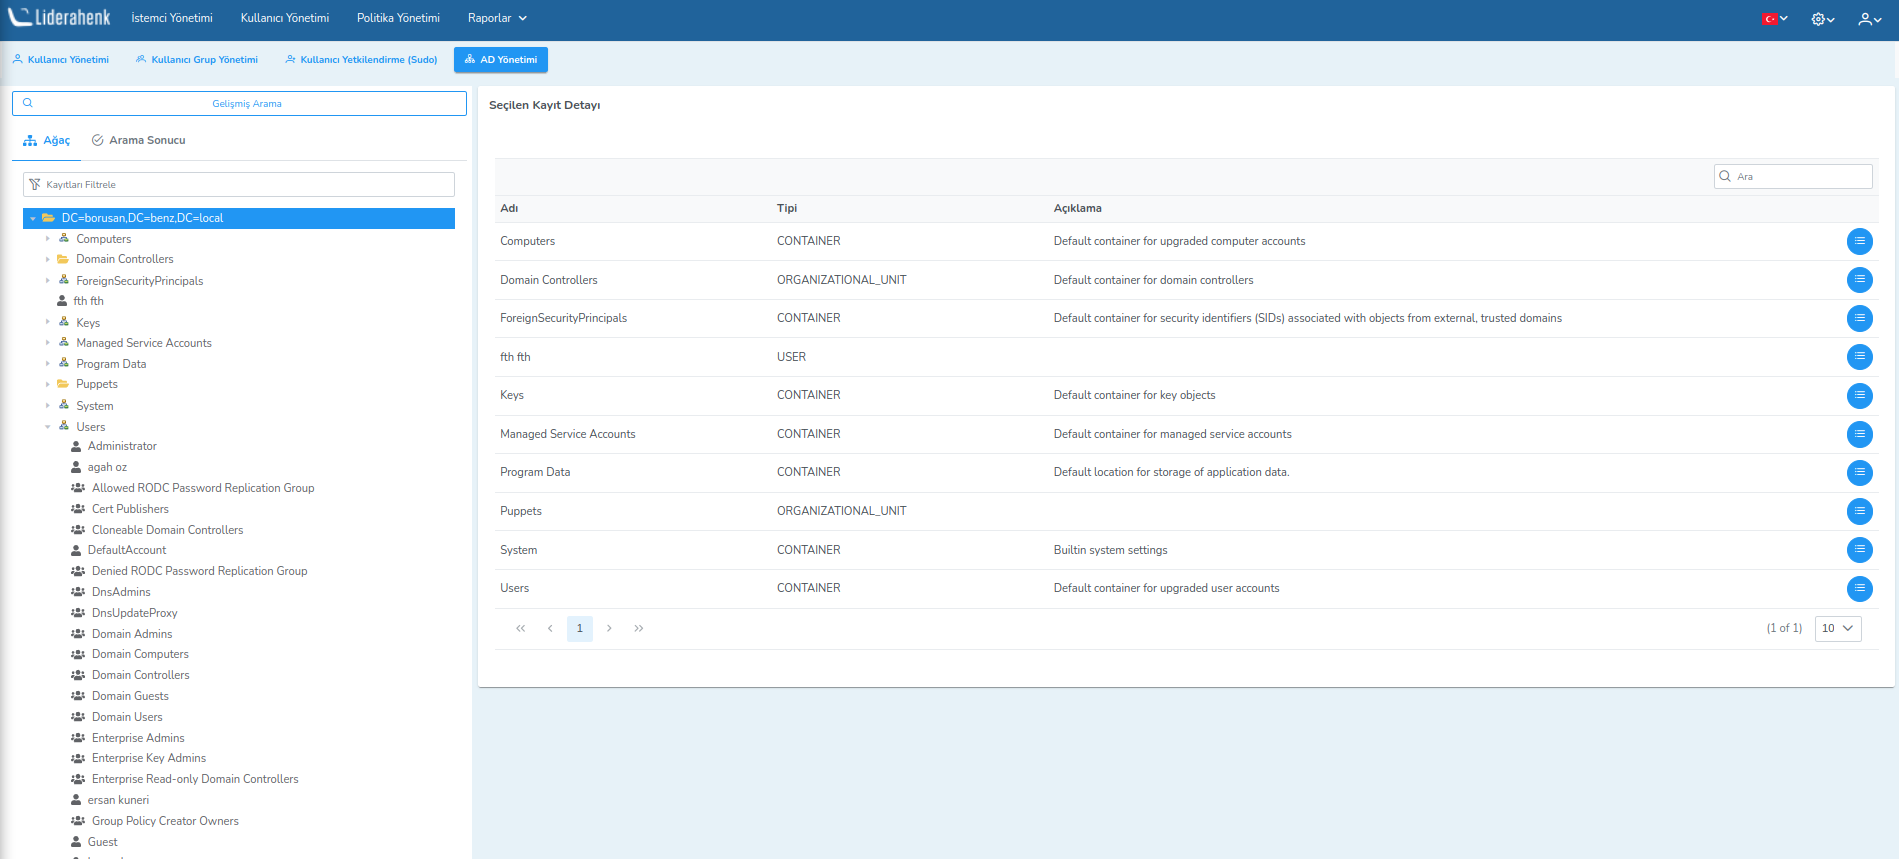 Liderahenk
İstemci Yönetimi
Kullanıcı Yönetimi
Politika Yönetimi
Raporlar
Kullanıcı Yönetimi
Kullanıcı Grup Yönetimi
Kullanıcı Yetkilendirme (Sudo)
AD Yönetimi
Gelişmiş Arama
Ağaç
Arama Sonucu
Kayıtları Filtrele
DC=borusan,DC=benz,DC=local
Computers
Domain Controllers
ForeignSecurityPrincipals
fth fth
Keys
Managed Service Accounts
Program Data
Puppets
System
Users
Administrator
agah oz
Allowed RODC Password Replication Group
Cert Publishers
Cloneable Domain Controllers
DefaultAccount
Denied RODC Password Replication Group
DnsAdmins
DnsUpdateProxy
Domain Admins
Domain Computers
Domain Controllers
Domain Guests
Domain Users
Enterprise Admins
Enterprise Key Admins
Enterprise Read-only Domain Controllers
ersan kuneri
Group Policy Creator Owners
Guest
Seçilen Kayıt Detayı
Ara
Adı Tipi Açıklama
Computers CONTAINER Default container for upgraded computer accounts
Domain Controllers ORGANIZATIONAL_UNIT Default container for domain controllers
ForeignSecurityPrincipals CONTAINER Default container for security identifiers (SIDs) associated with objects from external, trusted domains
fth fth USER
Keys CONTAINER Default container for key objects
Managed Service Accounts CONTAINER Default container for managed service accounts
Program Data CONTAINER Default location for storage of application data.
Puppets ORGANIZATIONAL_UNIT
System CONTAINER Builtin system settings
Users CONTAINER Default container for upgraded user accounts
1
(1 of 1) 10